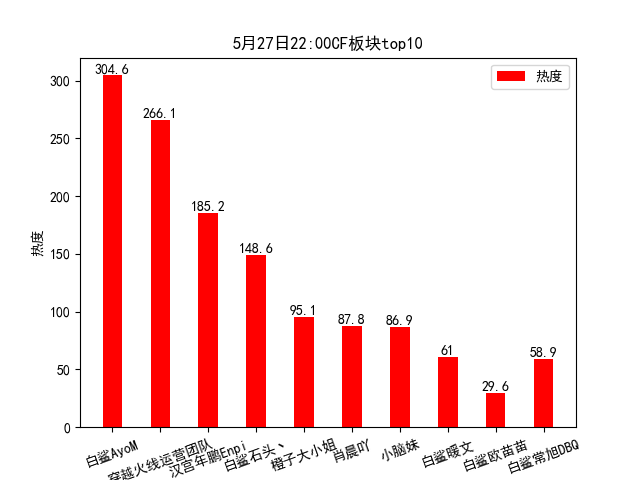 5月27日22:00CF板块top10
热度
热度
300
250
200
150
100
50
0
304.6
266.1
185.2
148.6
95.1
87.8
86.9
61
29.6
58.9
白鲨AyoM
穿越火线运营团队
汉宫年鹏Enpi
白鲨石头丶
橙子大小姐
肖晨吖
小脑妹
白鲨暖文
白鲨欧苗苗
白鲨常旭DBQ